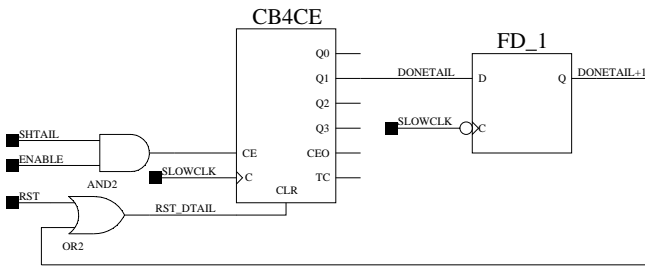 CB4CE
FD_1
Q0
Q1
DONETAIL
D
Q
DONETAIL+1
Q2
SHTAIL
Q3
SLOWCLK
C
ENABLE
CE
CEO
AND2
SLOWCLK
C
TC
RST
CLR
RST_DTAIL
OR2